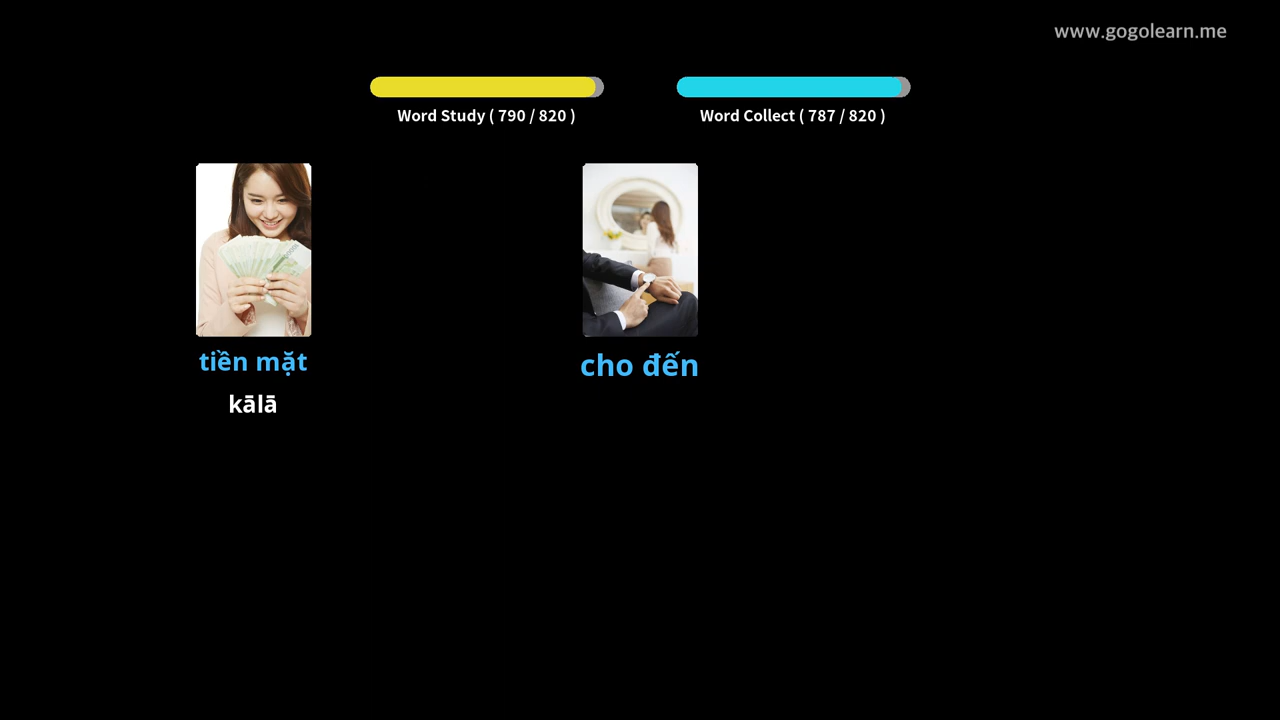 www.gogolearn.me
Word Study ( 790 / 820 )
Word Collect ( 787 / 820 )
tiền mặt
kālā
cho đến